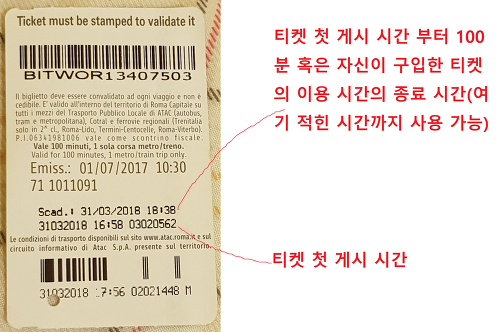 Ticket must be stamped to validate it
BITWOR13407503
Il biglietto deve essere convalidato ad ogni viaggio e non è
cedibile. E' valido all'interno del territorio di Roma Capitale su
tutti i mezzi del Trasporto Pubblico Locale di ATAC (autobus,
tram e metropolitana), Cotral e ferrovie regionali (Trenitalia
solo in 2^ cl., Roma-Lido, Termini-Centocelle, Roma-Viterbo).
P.I.06341981006 vale come scontrino fiscale.
Vale 100 minuti, 1 sola corsa metro/treno.
Valid for 100 minutes, 1 metro/train trip only.
Emiss.: 01/07/2017 10:30
71 1011091
Scad.: 31/03/2018 18:38
31032018 16:58 03020562
Le condizioni di trasporto disponibili sul sito www.atac.roma.it e sul
circuito informativo di Atac S.p.A. presente sul territorio.
31032018 17:56 02021448 M
티켓 첫 게시 시간 부터 100
분 혹은 자신이 구입한 티켓
의 이용 시간의 종료 시간(여
기 적힌 시간까지 사용 가능)
티켓 첫 게시 시간